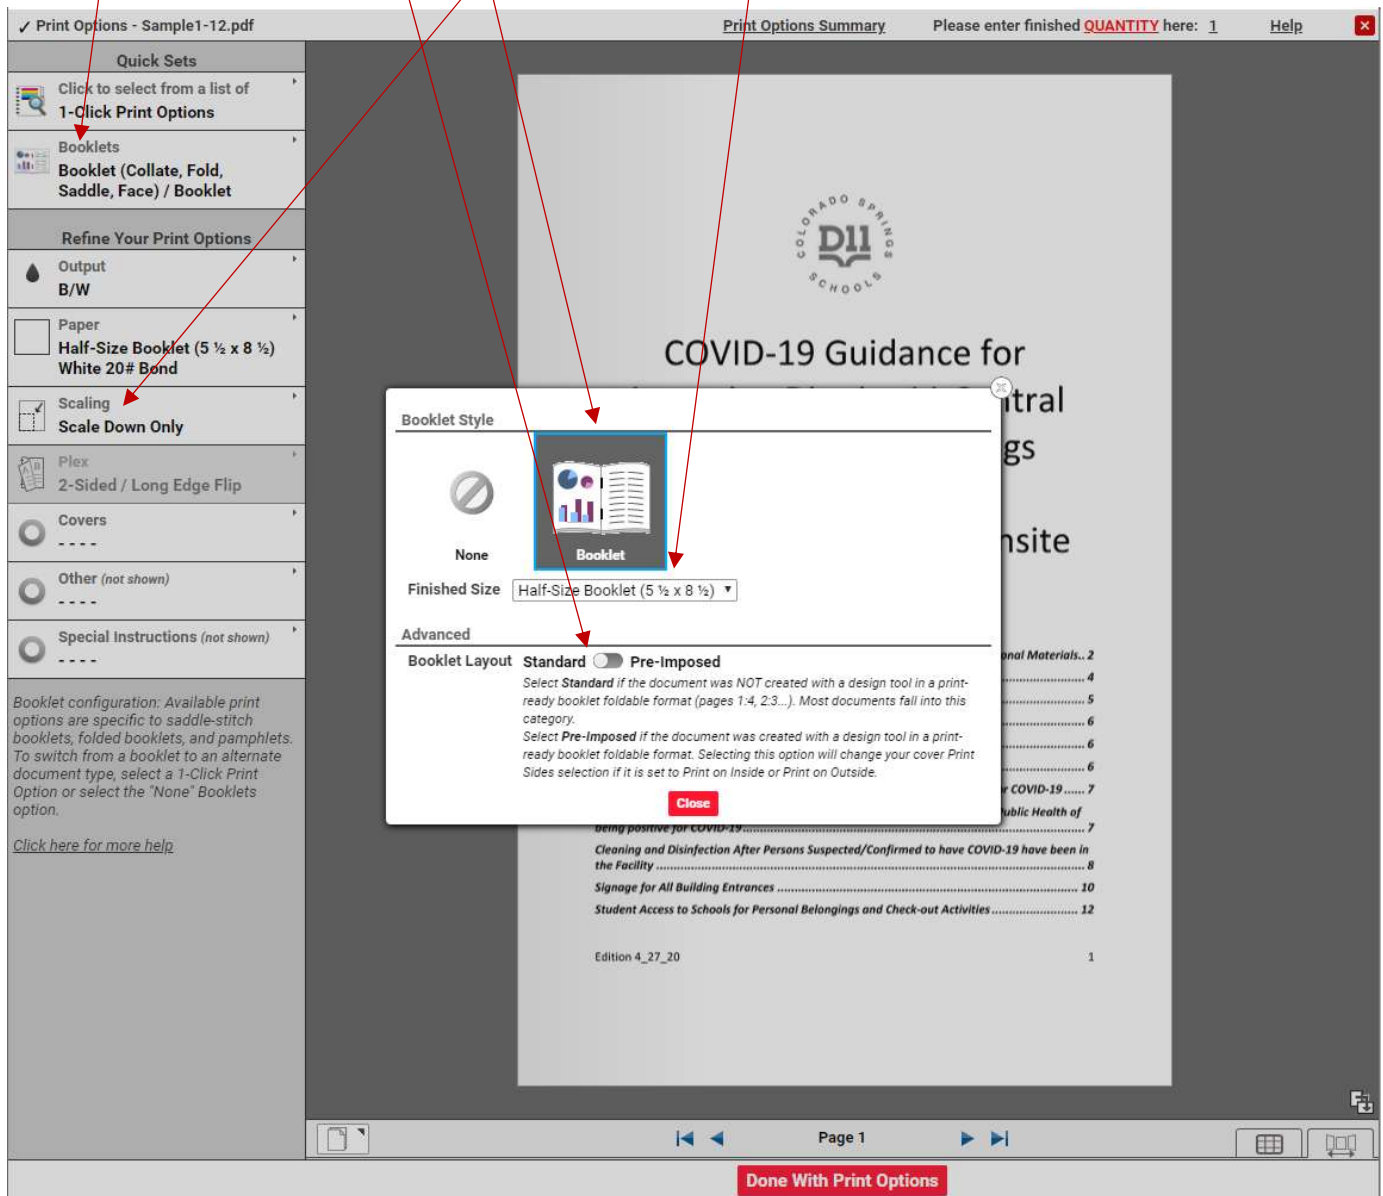 ✓ Print Options - Sample1-12.pdf
Print Options Summary
Please enter finished QUANTITY here: 1
Help
Quick Sets
Click to select from a list of
1-Click Print Options
Booklets
Booklet (Collate, Fold,
Saddle, Face) / Booklet
Refine Your Print Options
Output
B/W
Paper
Half-Size Booklet (5 ½ x 8 ½)
White 20# Bond
Scaling
Scale Down Only
Plex
2-Sided / Long Edge Flip
Covers
- - - -
Other (not shown)
- - - -
Special Instructions (not shown)
- - - -
Booklet configuration: Available print
options are specific to saddle-stitch
booklets, folded booklets, and pamphlets.
To switch from a booklet to an alternate
document type, select a 1-Click Print
Option or select the "None" Booklets
option.
Click here for more help
COLORADO SPRINGS
D11
SCHOOLS
COVID-19 Guidance for
tral
gs
nsite
Booklet Style
None
Booklet
Finished Size
Half-Size Booklet (5 ½ x 8 ½)
Advanced
Booklet Layout
Standard
Pre-Imposed
Select Standard if the document was NOT created with a design tool in a print-
ready booklet foldable format (pages 1:4, 2:3...). Most documents fall into this
category.
Select Pre-Imposed if the document was created with a design tool in a print-
ready booklet foldable format. Selecting this option will change your cover Print
Sides selection if it is set to Print on Inside or Print on Outside.
Close
onal Materials.. 2
4
5
6
6
6
r COVID-19 ...... 7
Public Health of
being positive for COVID-19 ...... 7
Cleaning and Disinfection After Persons Suspected/Confirmed to have COVID-19 have been in
the Facility ...... 8
Signage for All Building Entrances ...... 10
Student Access to Schools for Personal Belongings and Check-out Activities ...... 12
Edition 4_27_20
1
Page 1
Done With Print Options